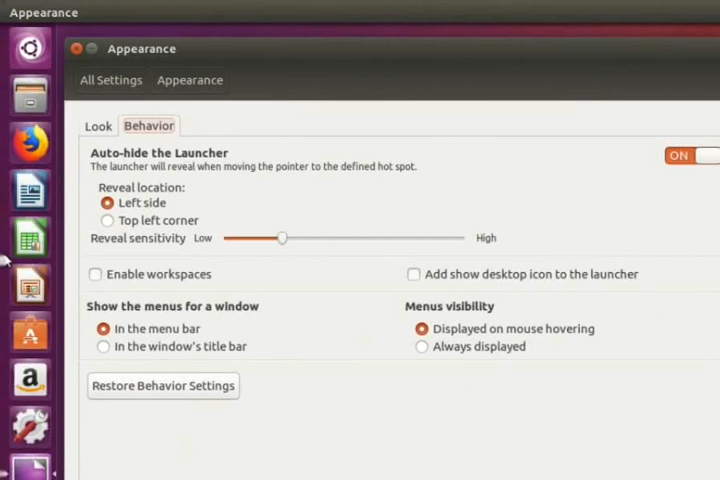 Appearance
Appearance
All Settings Appearance
Look Behavior
Auto-hide the Launcher
The launcher will reveal when moving the pointer to the defined hot spot.
ON
Reveal location:
Left side
Top left corner
Reveal sensitivity Low High
Enable workspaces
Add show desktop icon to the launcher
Show the menus for a window
In the menu bar
In the window's title bar
Menus visibility
Displayed on mouse hovering
Always displayed
Restore Behavior Settings